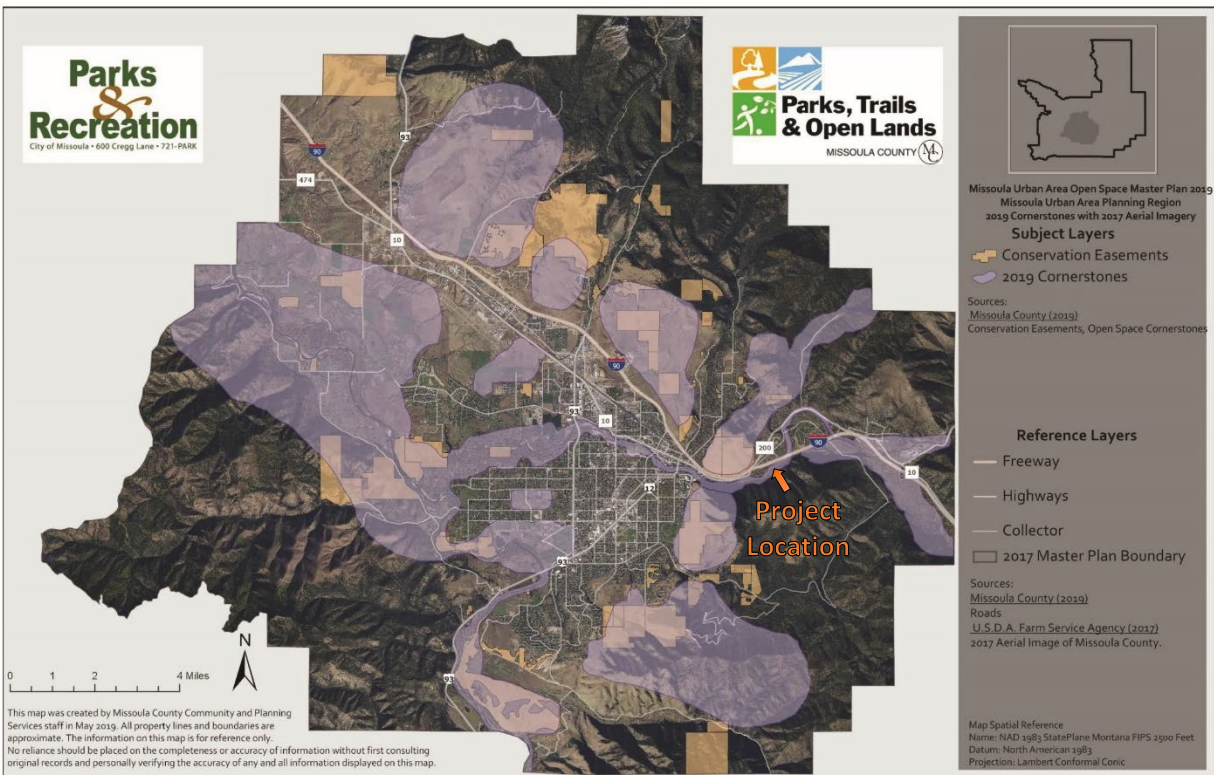 Parks
&
Recreation
City of Missoula • 600 Cregg Lane • 721-PARK
Parks, Trails
& Open Lands
MISSOULA COUNTY
MC
Missoula Urban Area Open Space Master Plan 2019
Missoula Urban Area Planning Region
2019 Cornerstones with 2017 Aerial Imagery
Subject Layers
Conservation Easements
2019 Cornerstones
Sources:
Missoula County (2019)
Conservation Easements, Open Space Cornerstones
Reference Layers
Freeway
Highways
Collector
2017 Master Plan Boundary
Sources:
Missoula County (2019)
Roads
U.S.D.A. Farm Service Agency (2017)
2017 Aerial Image of Missoula County.
Map Spatial Reference
Name: NAD 1983 StatePlane Montana FIPS 2500 Feet
Datum: North American 1983
Projection: Lambert Conformal Conic
93
90
474
10
90
93
10
200
90
10
12
93
93
Project
Location
N
0 1 2 4 Miles
This map was created by Missoula County Community and Planning
Services staff in May 2019. All property lines and boundaries are
approximate. The information on this map is for reference only.
No reliance should be placed on the completeness or accuracy of information without first consulting
original records and personally verifying the accuracy of any and all information displayed on this map.